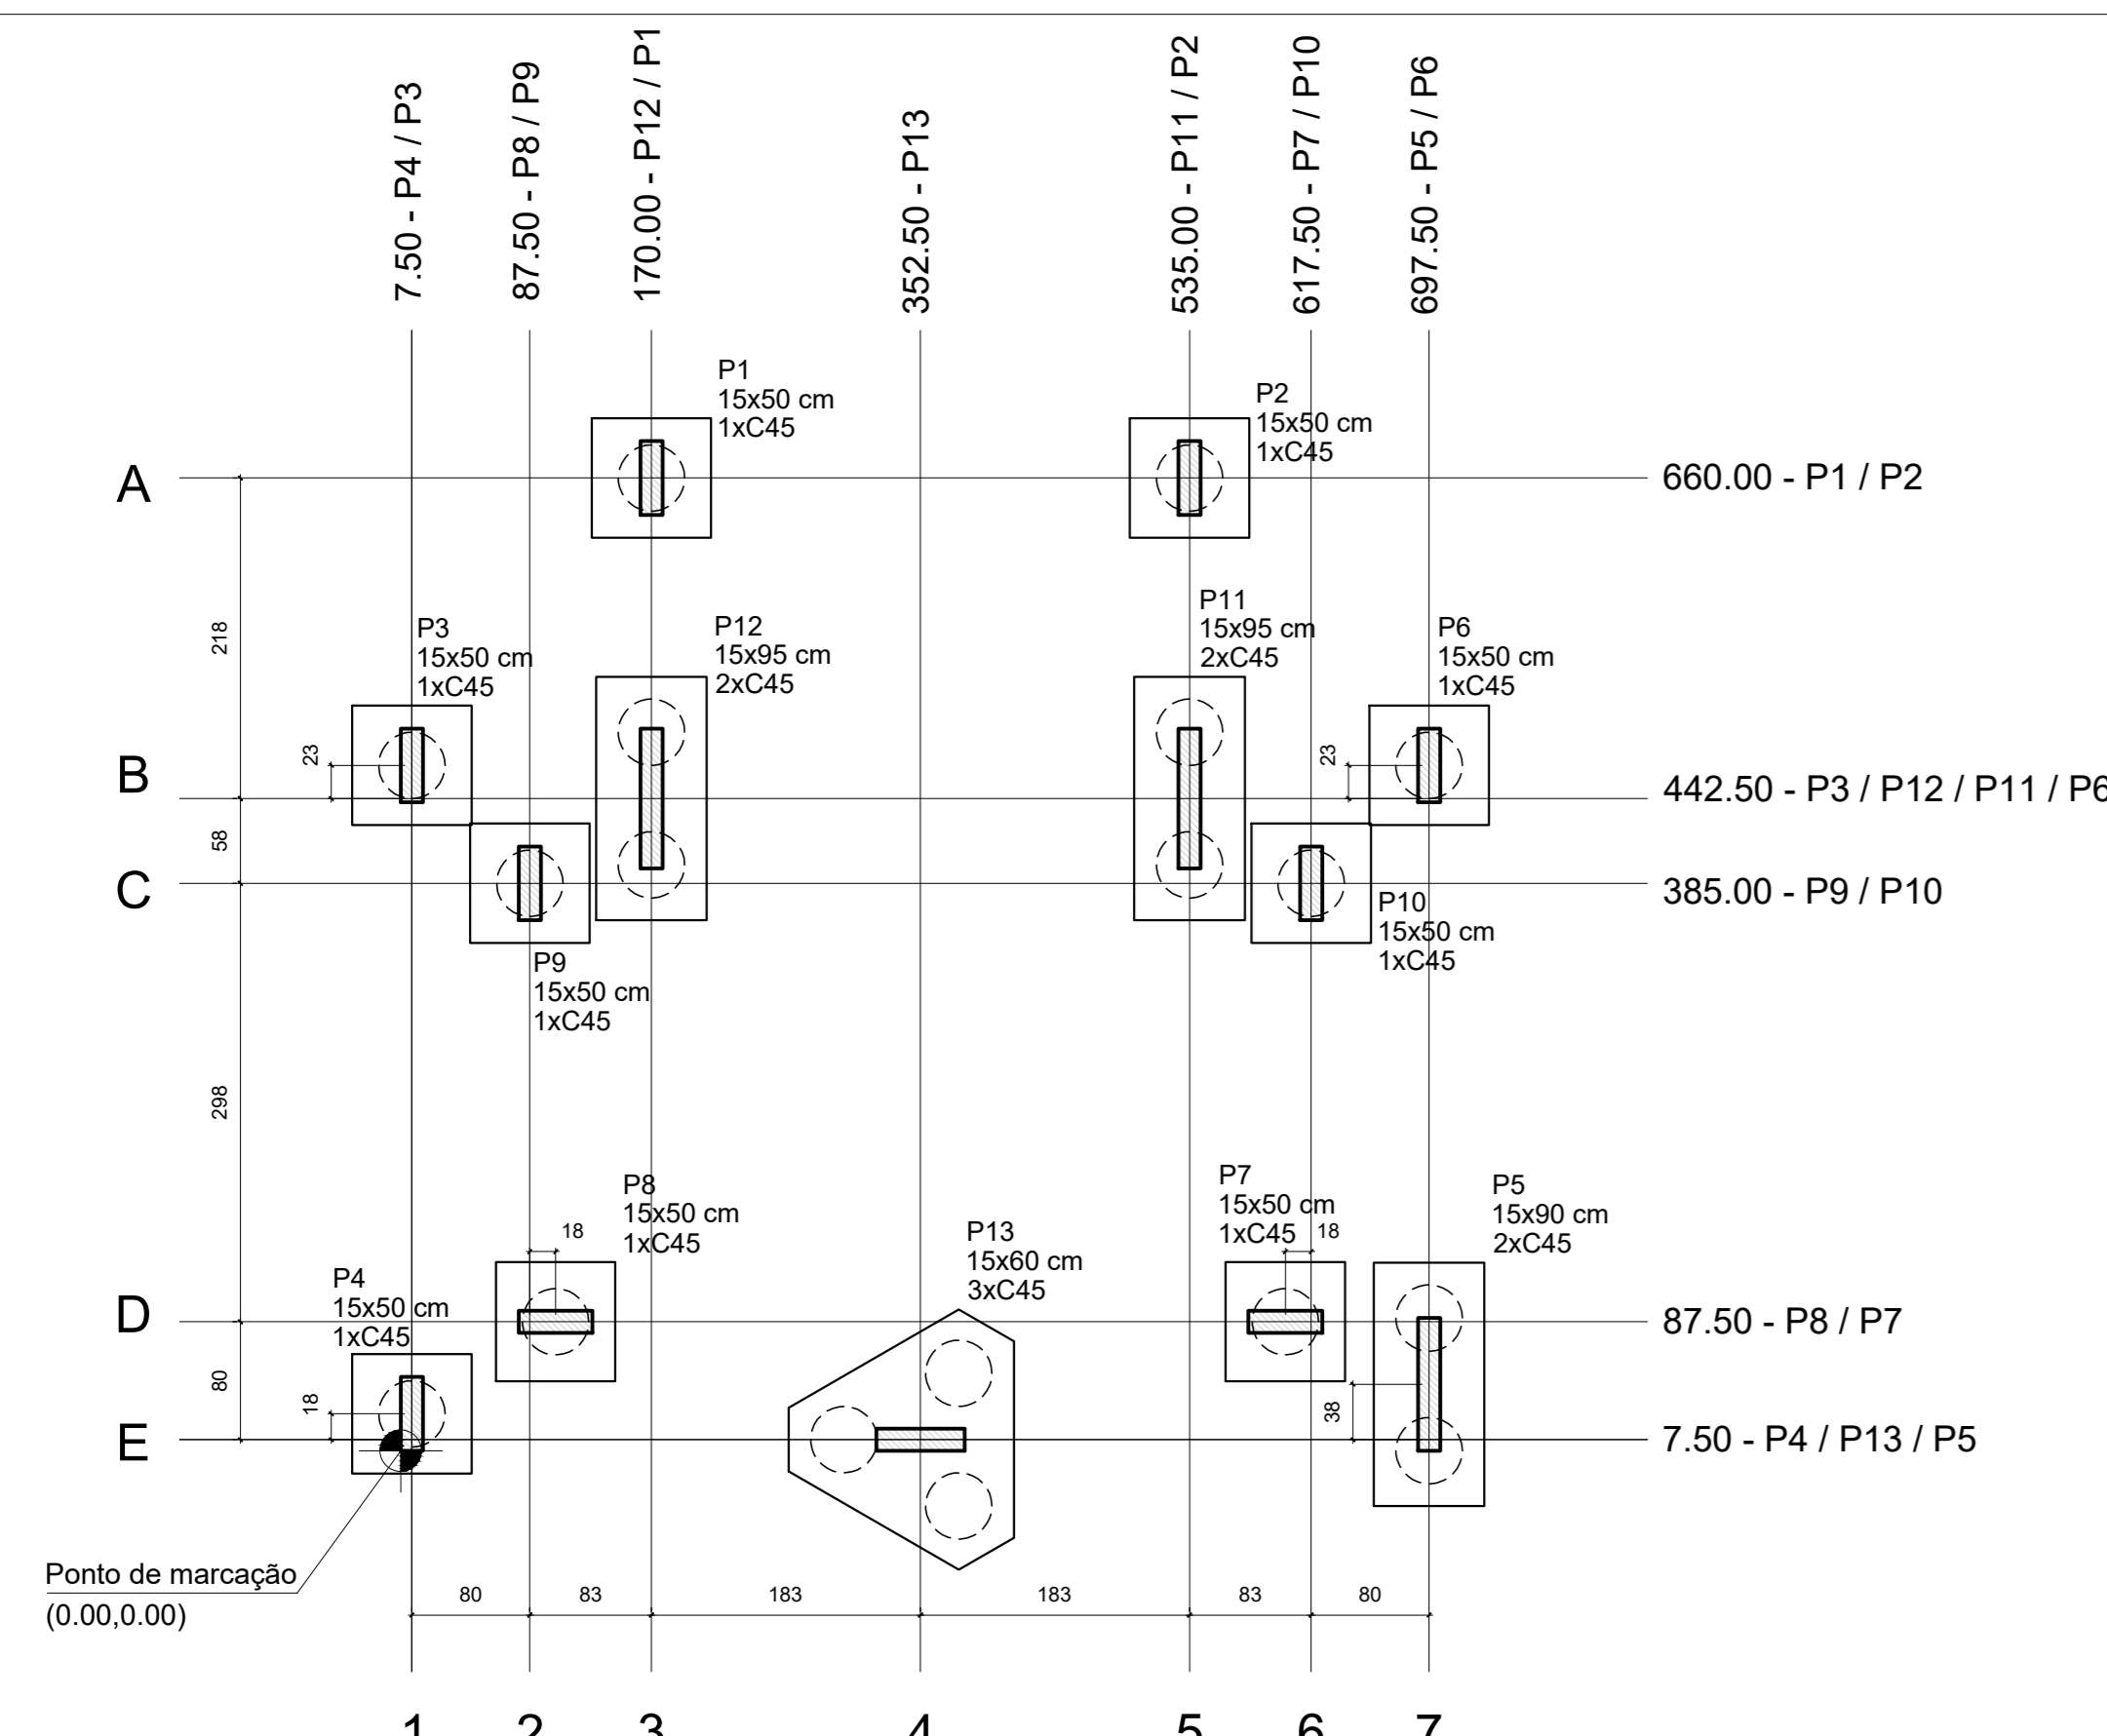 7.50 - P4 / P3
87.50 - P8 / P9
170.00 - P12 / P1
352.50 - P13
535.00 - P11 / P2
617.50 - P7 / P10
697.50 - P5 / P6
P1
15x50 cm
1xC45
P2
15x50 cm
1xC45
A
660.00 - P1 / P2
218
P3
15x50 cm
1xC45
P12
15x95 cm
2xC45
P11
15x95 cm
2xC45
P6
15x50 cm
1xC45
23
23
B
442.50 - P3 / P12 / P11 / P6
58
C
385.00 - P9 / P10
P9
15x50 cm
1xC45
P10
15x50 cm
1xC45
298
P8
15x50 cm
1xC45
18
P7
15x50 cm
1xC45
18
P5
15x90 cm
2xC45
P13
15x60 cm
3xC45
P4
15x50 cm
1xC45
D
87.50 - P8 / P7
80
18
38
E
7.50 - P4 / P13 / P5
Ponto de marcação
(0.00,0.00)
80
83
183
183
83
80
1
2
3
4
5
6
7